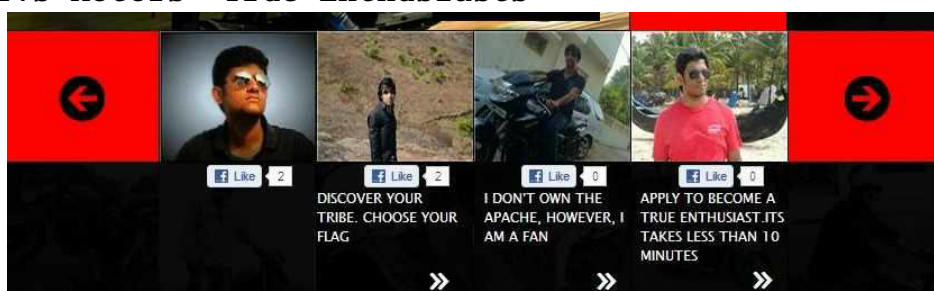 Like 2
Like 2
Like 0
Like 0
DISCOVER YOUR
TRIBE. CHOOSE YOUR
FLAG
I DON'T OWN THE
APACHE, HOWEVER, I
AM A FAN
APPLY TO BECOME A
TRUE ENTHUSIAST.ITS
TAKES LESS THAN 10
MINUTES